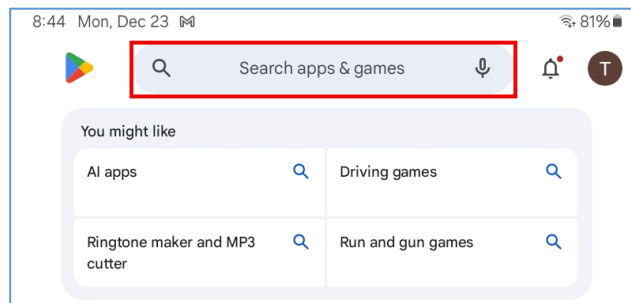 8:44 Mon, Dec 23 81%
Search apps & games
T
You might like
AI apps
Driving games
Ringtone maker and MP3
cutter
Run and gun games